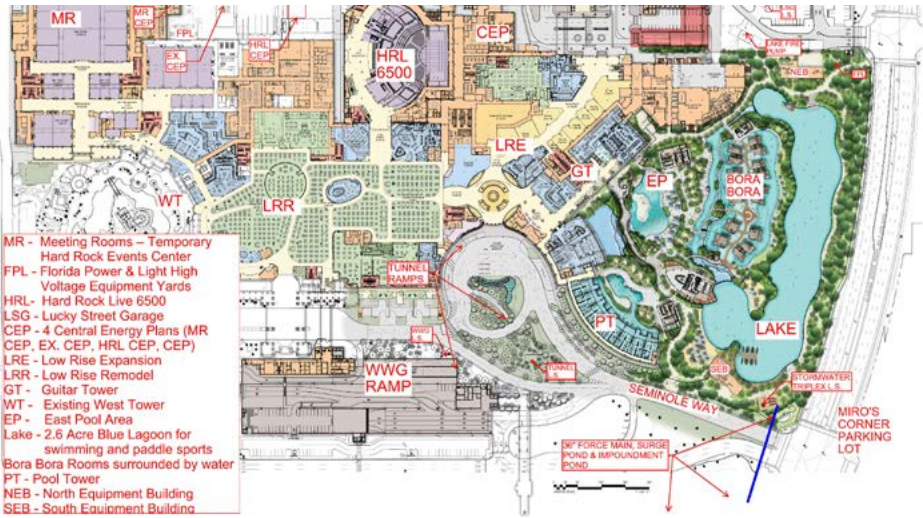 MR
MR
CEP
FPL
EX.
CEP
HRL
CEP
HRL
6500
CEP
LSG
L.S.
LAKE FIRE
PUMP
NEB
FPL
LRE
GT
EP
BORA
BORA
WT
LRR
TUNNEL
RAMPS
WWG
L.S.
PT
LAKE
WWG
RAMP
TUNNEL
L.S.
SEB
STORMWATER
TRIPLEX L.S.
SEMINOLE WAY
MIRO'S
CORNER
PARKING
LOT
36" FORCE MAIN, SURGE
POND & IMPOUNDMENT
POND
MR - Meeting Rooms – Temporary
Hard Rock Events Center
FPL - Florida Power & Light High
Voltage Equipment Yards
HRL- Hard Rock Live 6500
LSG - Lucky Street Garage
CEP - 4 Central Energy Plans (MR
CEP, EX. CEP, HRL CEP, CEP)
LRE - Low Rise Expansion
LRR - Low Rise Remodel
GT - Guitar Tower
WT - Existing West Tower
EP - East Pool Area
Lake - 2.6 Acre Blue Lagoon for
swimming and paddle sports
Bora Bora Rooms surrounded by water
PT - Pool Tower
NEB - North Equipment Building
SEB - South Equipment Building